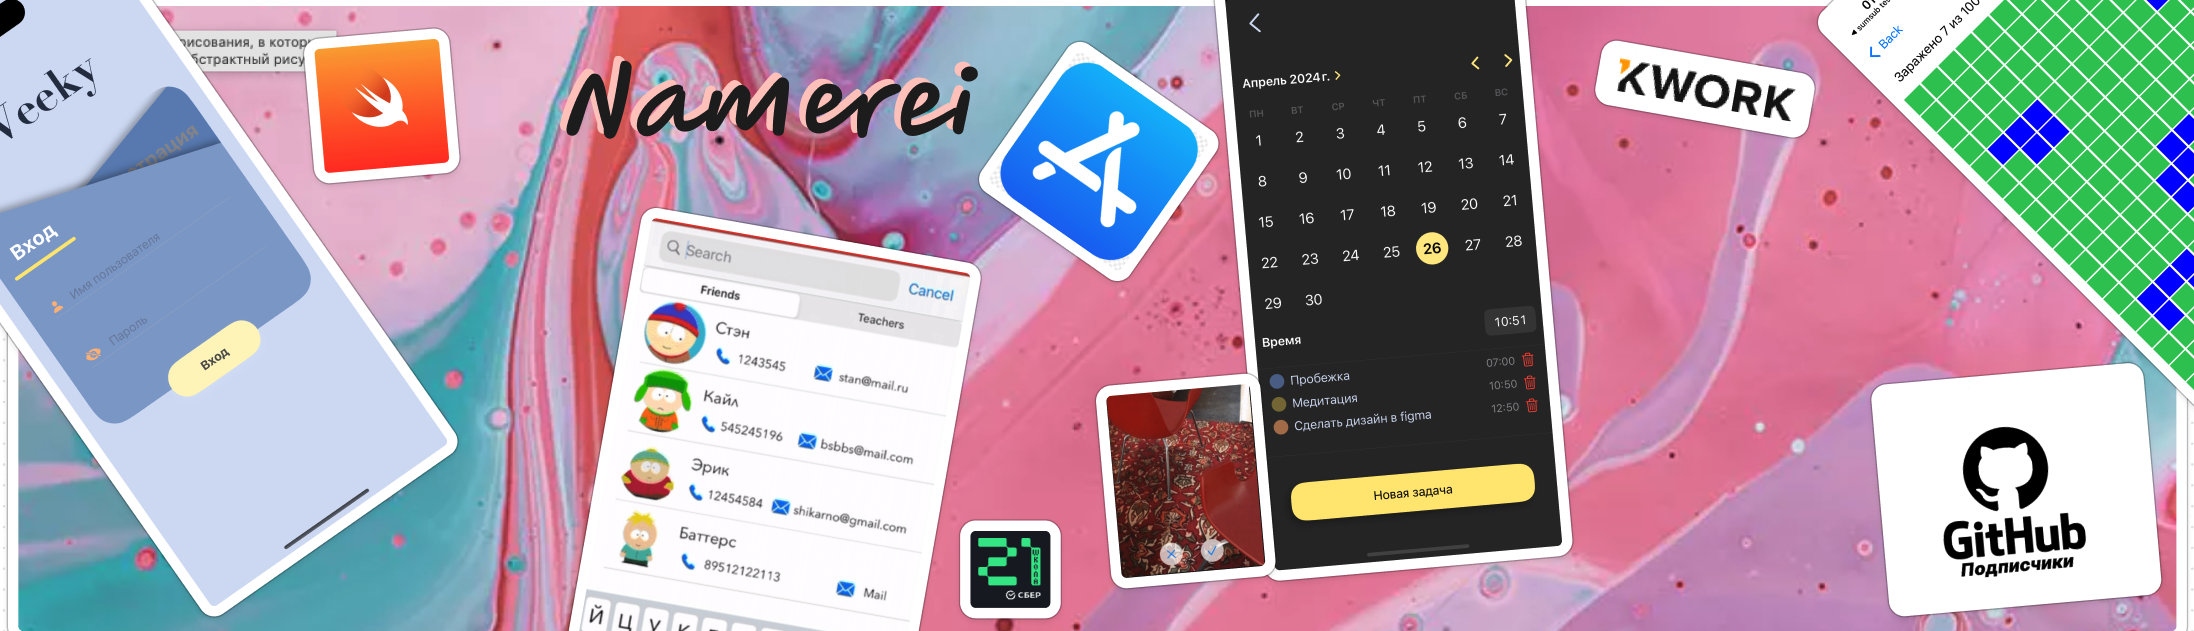 Weeky
Вход
Имя пользователя
Пароль
Вход
рисования, в котор
Namerei
Search
Cancel
Friends
Teachers
Стэн
1243545
stan@mail.ru
Кайл
545245196
bsbbs@mail.com
Эрик
12454584
shikarno@gmail.com
Баттерс
89512122113
Mail
Й Ц У К
21
ШКОЛА
СБЕР
Апрель 2024 г.
ПН ВТ СР ЧТ ПТ СБ ВС
1 2 3 4 5 6 7
8 9 10 11 12 13 14
15 16 17 18 19 20 21
22 23 24 25 26 27 28
29 30
Время
10:51
Пробежка
07:00
Медитация
10:50
Сделать дизайн в figma
12:50
Новая задача
KWORK
Back
Заражено 7 из 100
GitHub
Подписчики